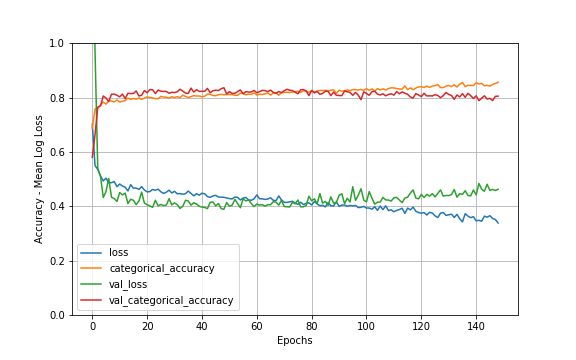 1.0
0.8
0.6
0.4
0.2
0.0
Accuracy - Mean Log Loss
loss
categorical_accuracy
val_loss
val_categorical_accuracy
0 20 40 60 80 100 120 140
Epochs